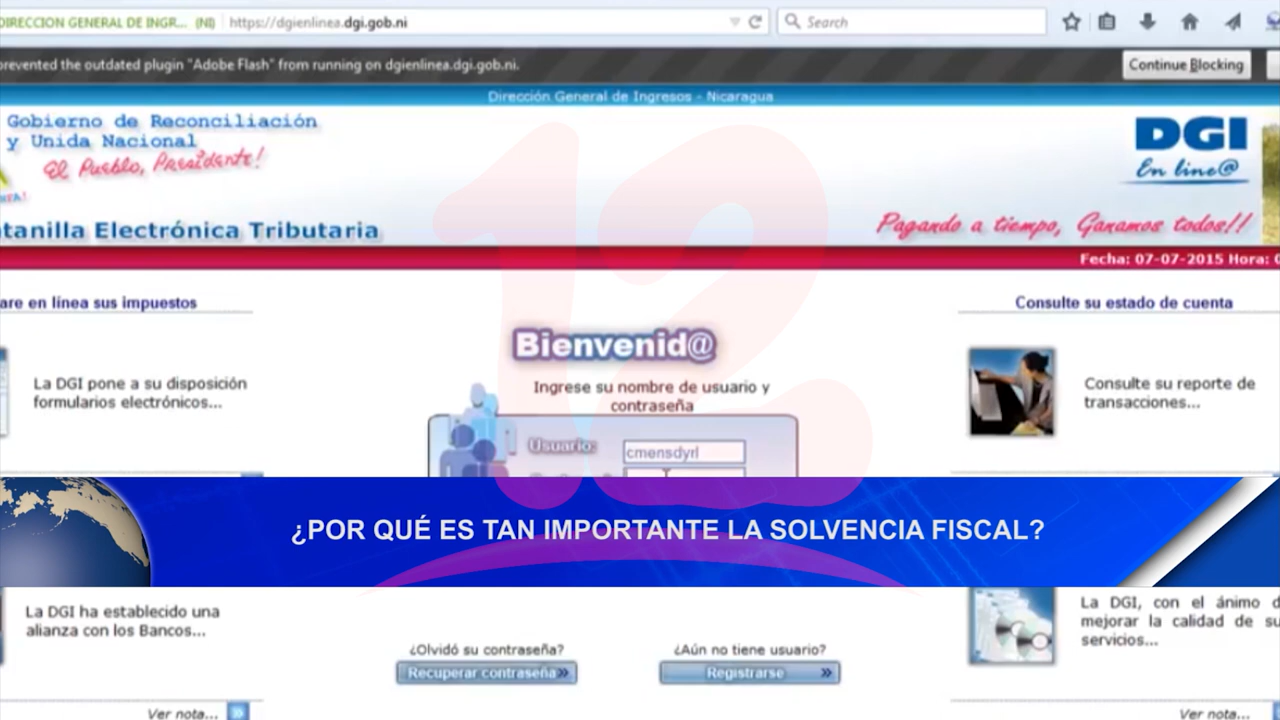 DIRECCION GENERAL DE INGR... (NI)
https://dgienlinea.dgi.gob.ni
Search
prevented the outdated plugin "Adobe Flash" from running on dgienlinea.dgi.gob.ni.
Continue Blocking
Dirección General de Ingresos - Nicaragua
Gobierno de Reconciliación
y Unida Nacional
El Pueblo, Presidente!
DGI
En line@
tanilla Electrónica Tributaria
Pagando a tiempo, Ganamos todos!!
Fecha: 07-07-2015 Hora:
are en línea sus impuestos
Consulte su estado de cuenta
12
Bienvenid@
Ingrese su nombre de usuario y
contraseña
La DGI pone a su disposición
formularios electrónicos...
Consulte su reporte de
transacciones...
Usuario:
cmensdyrl
¿POR QUÉ ES TAN IMPORTANTE LA SOLVENCIA FISCAL?
La DGI ha establecido una
alianza con los Bancos...
La DGI, con el ánimo d
mejorar la calidad de su
servicios...
¿Olvidó su contraseña?
¿Aún no tiene usuario?
Recuperar contraseña»
Registrarse »
Ver nota...
Ver nota...